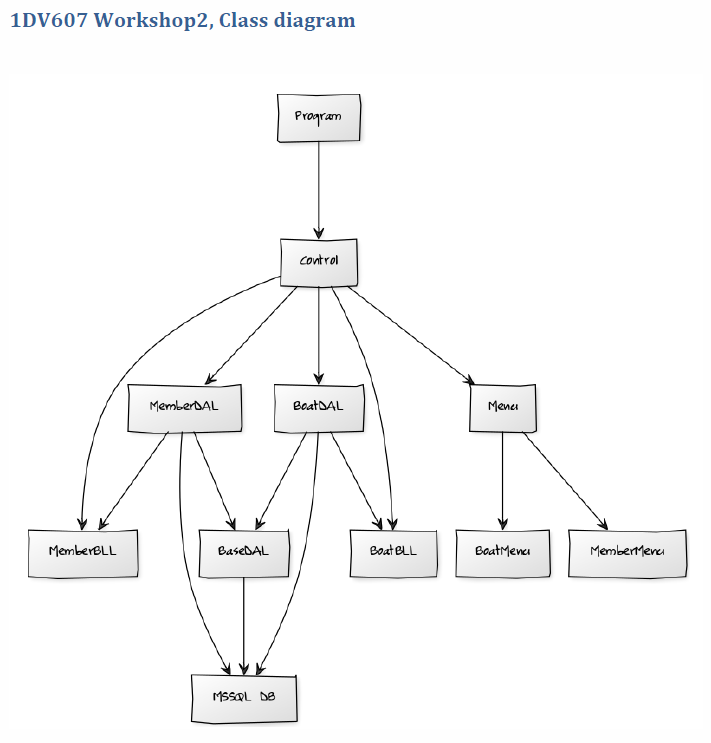 1DV607 Workshop2, Class diagram
Program
Control
MemberDAL
BoatDAL
Menu
MemberBLL
BaseDAL
BoatBLL
BoatMenu
MemberMenu
MSSQL DB